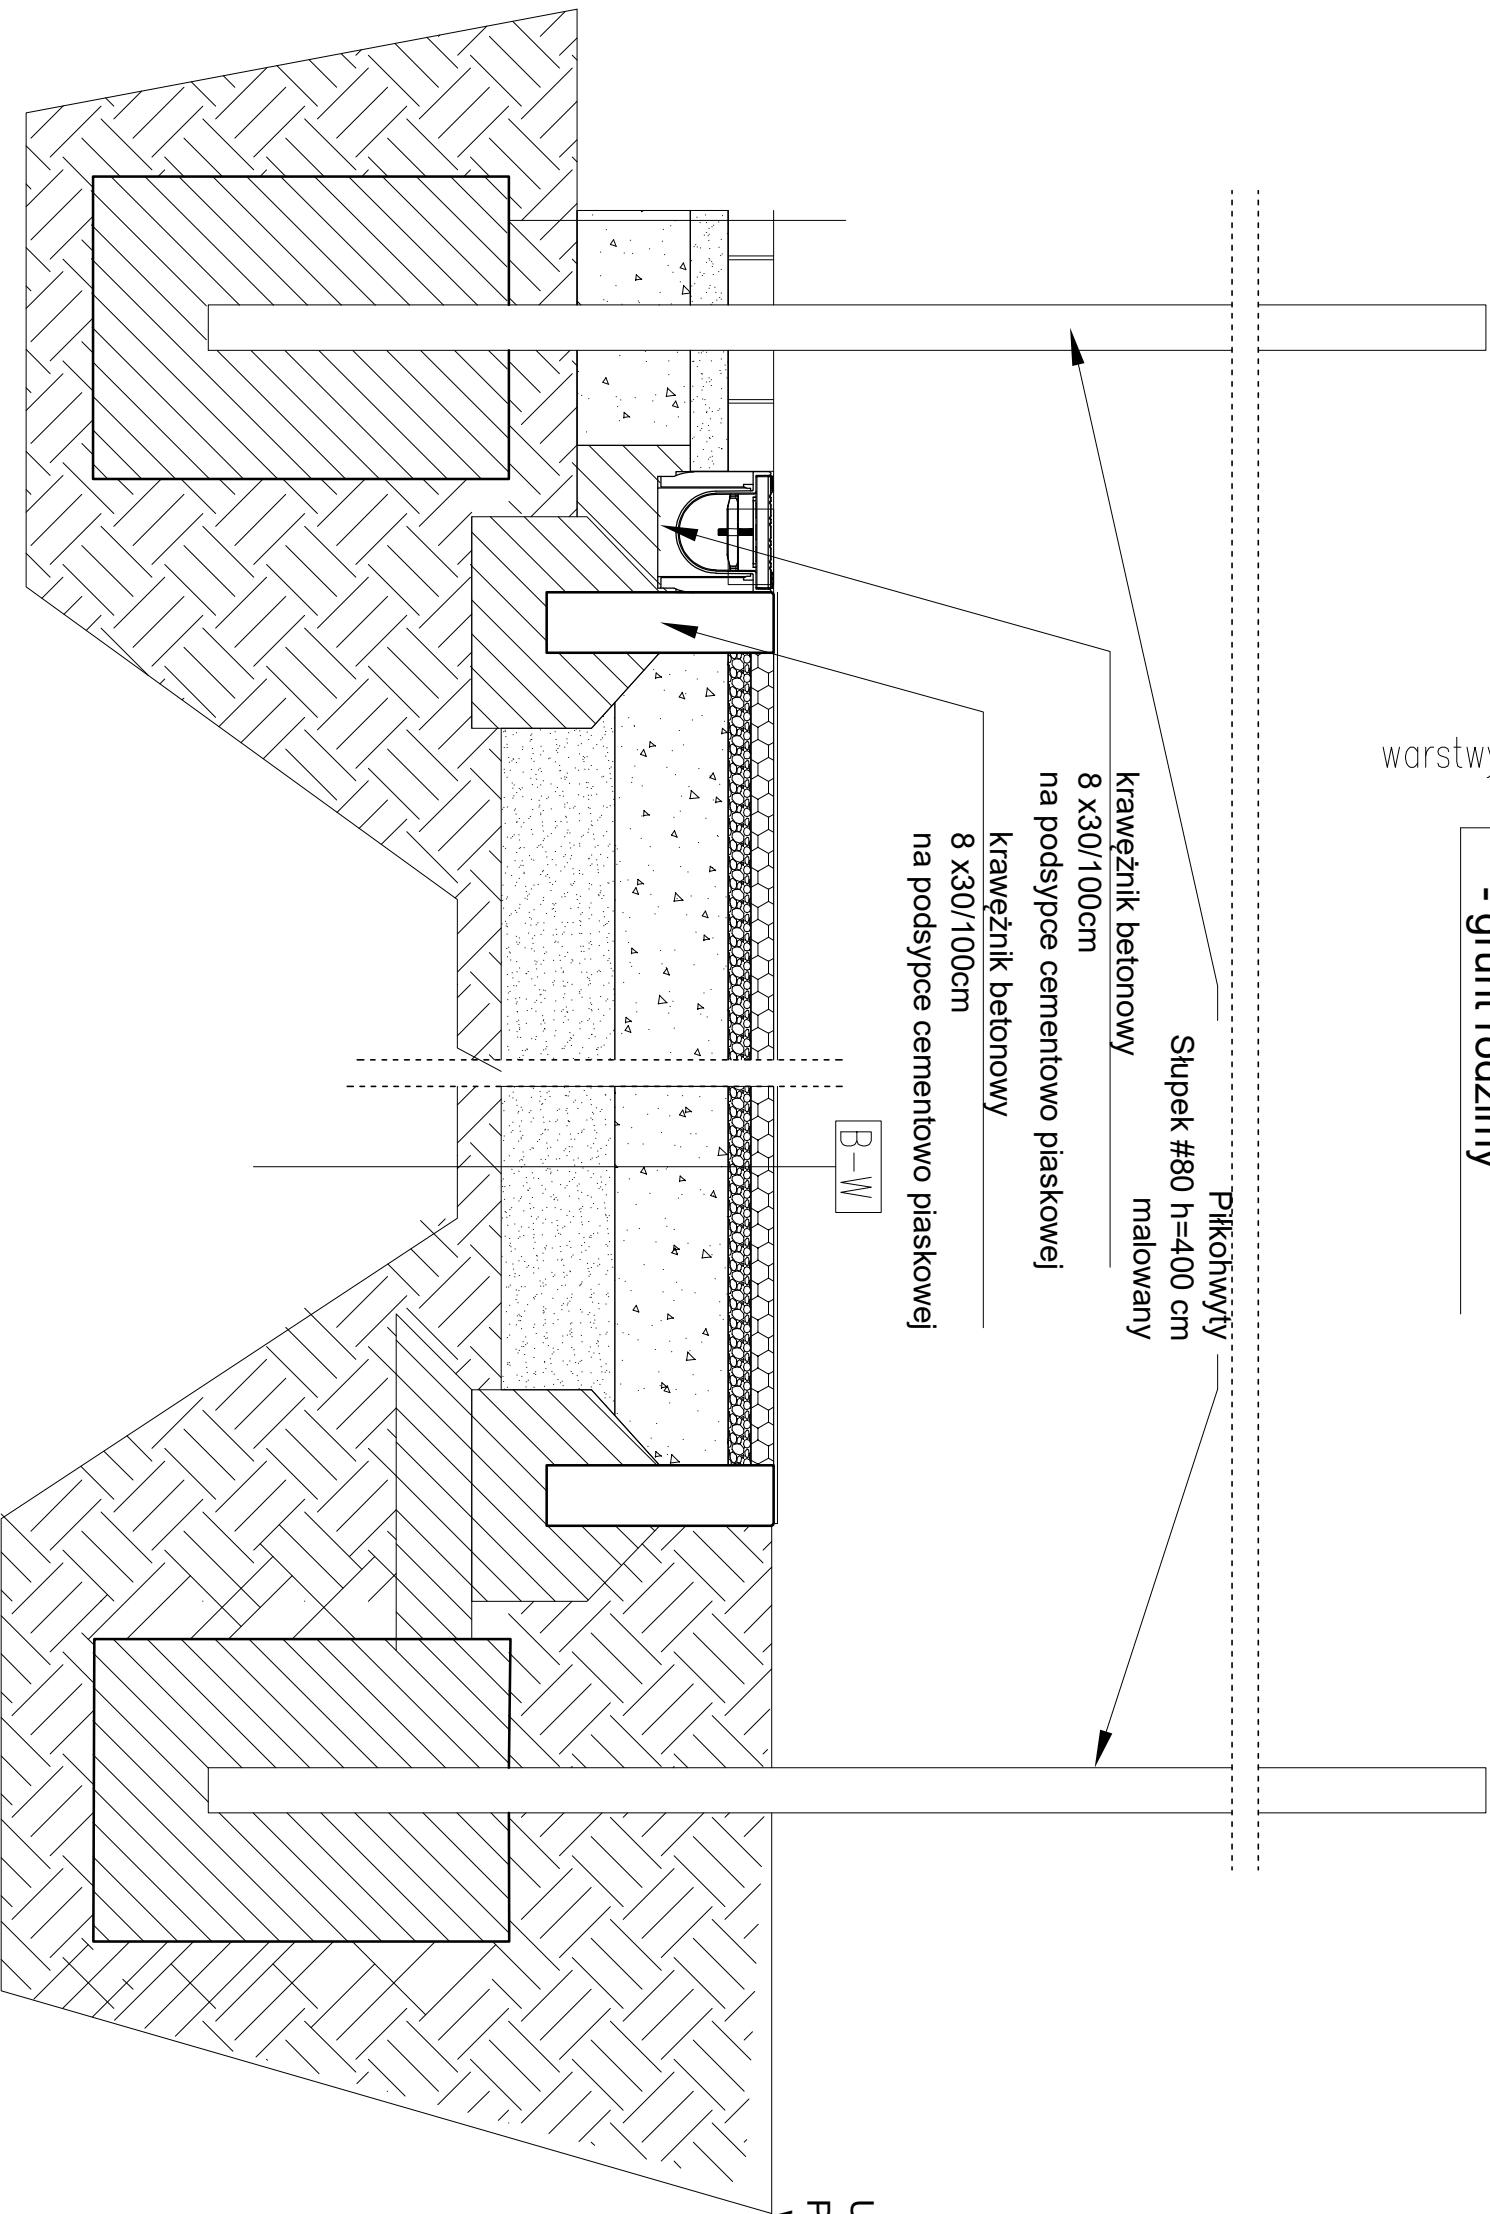 warstwy
- grunt rodzimy
Piłkohwyty
Słupek #80 h=400 cm
malowany
krawężnik betonowy
8 x30/100cm
na podsypce cementowo piaskowej
krawężnik betonowy
8 x30/100cm
na podsypce cementowo piaskowej
B-W